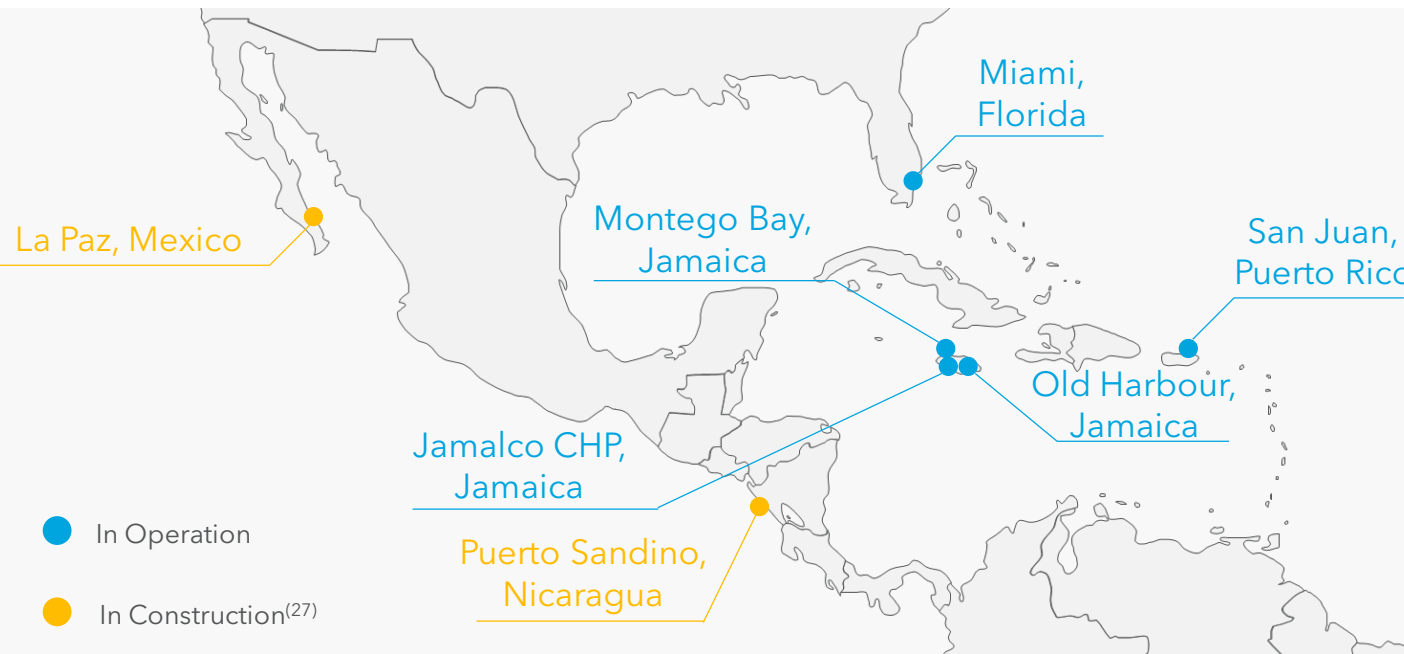 Miami,
Florida
Montego Bay,
Jamaica
San Juan,
Puerto Rico
La Paz, Mexico
Old Harbour,
Jamaica
Jamalco CHP,
Jamaica
Puerto Sandino,
Nicaragua
In Operation
In Construction(27)